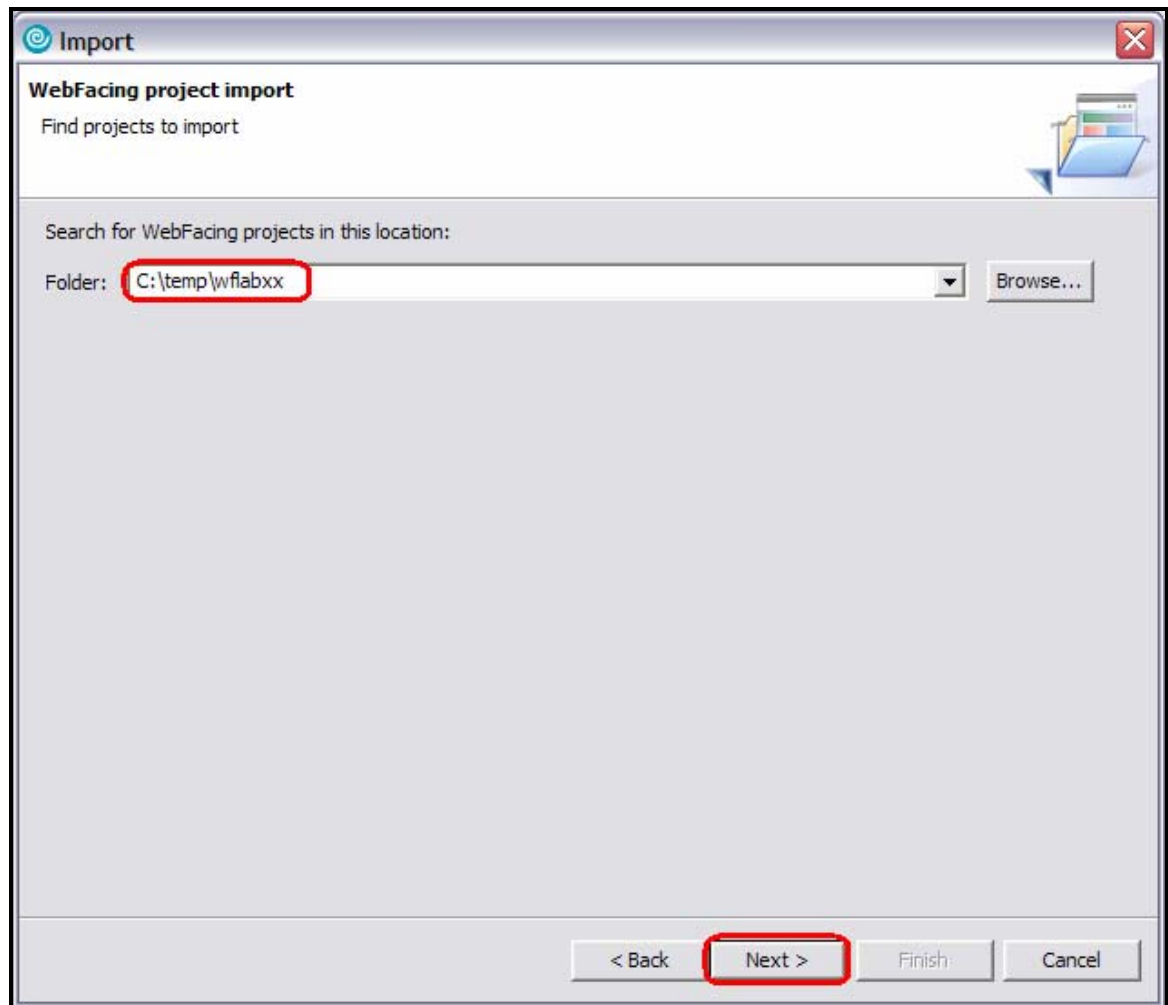 Import
WebFacing project import
Find projects to import
Search for WebFacing projects in this location:
Folder: C:\temp\wflabxx Browse...
< Back Next > Finish Cancel